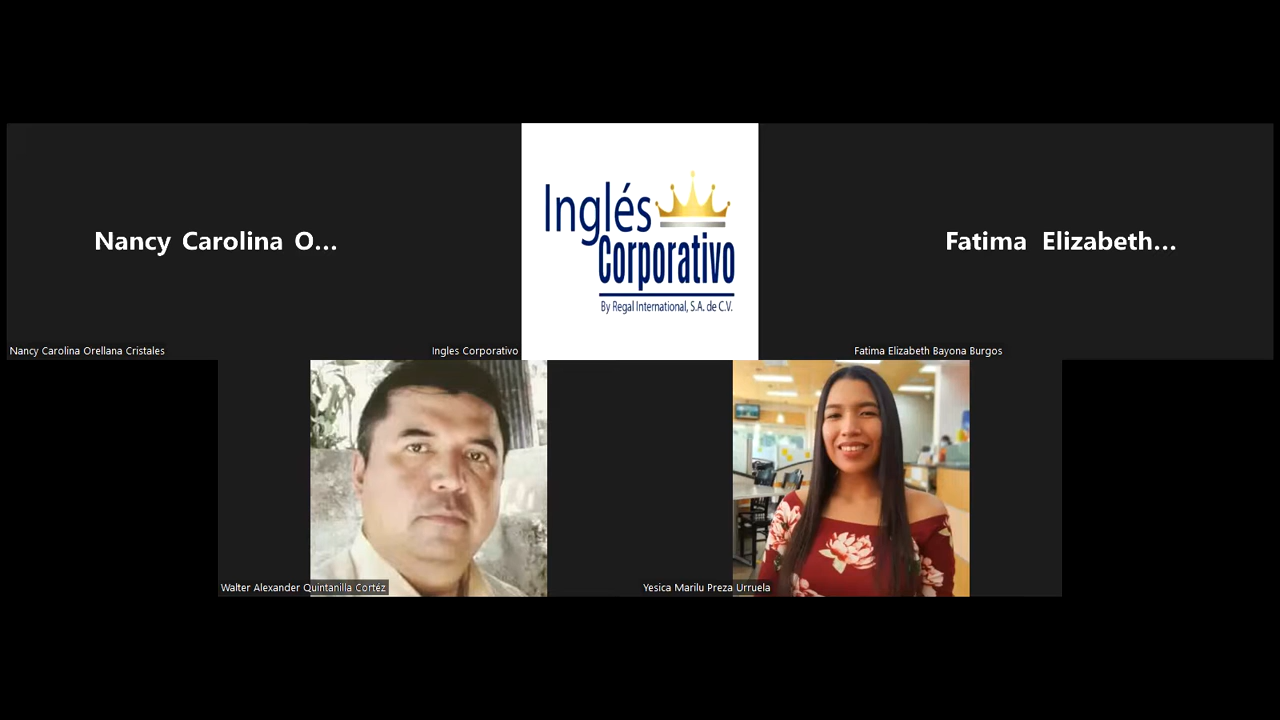 Nancy Carolina O...
Nancy Carolina Orellana Cristales
Inglés
Corporativo
By Regal International, S.A. de C.V.
Ingles Corporativo
Fatima Elizabeth...
Fatima Elizabeth Bayona Burgos
Walter Alexander Quintanilla Cortéz
Yesica Marilu Preza Urruela